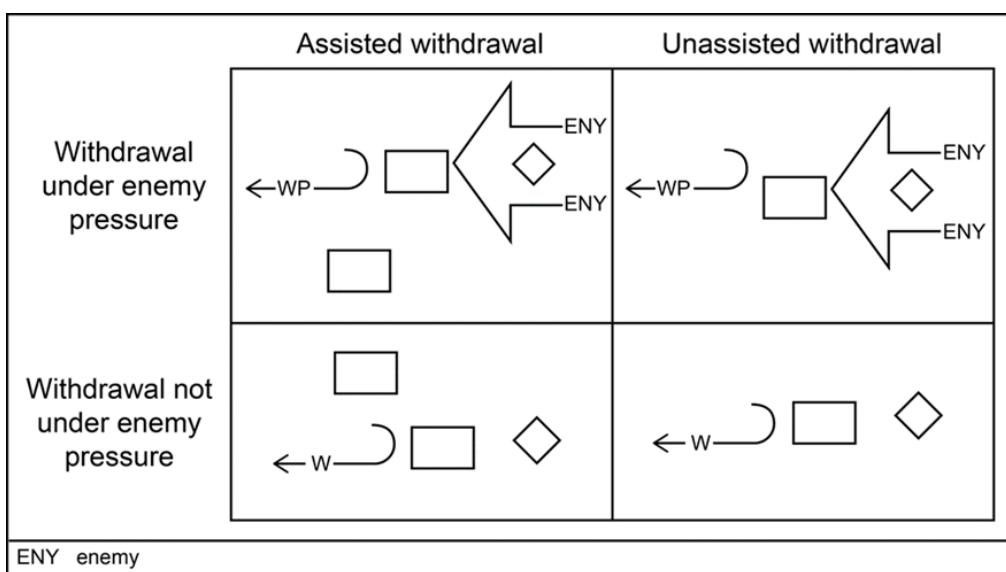 Assisted withdrawal
Unassisted withdrawal
Withdrawal
under enemy
pressure
ENY
WP
ENY
ENY
WP
ENY
Withdrawal not
under enemy
pressure
W
W
ENY enemy